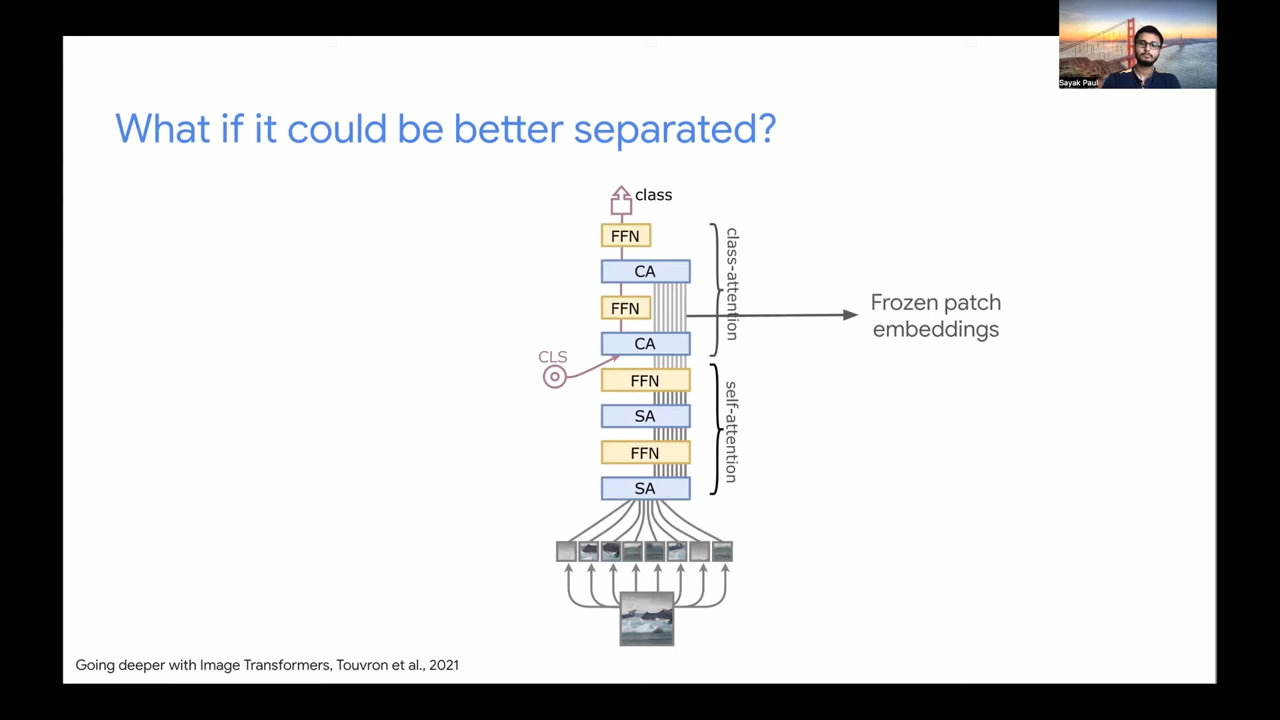 Sayak Paul
What if it could be better separated?
class
FFN
CA
FFN
CA
class-attention
Frozen patch
embeddings
CLS
FFN
SA
FFN
SA
self-attention
Going deeper with Image Transformers, Touvron et al., 2021